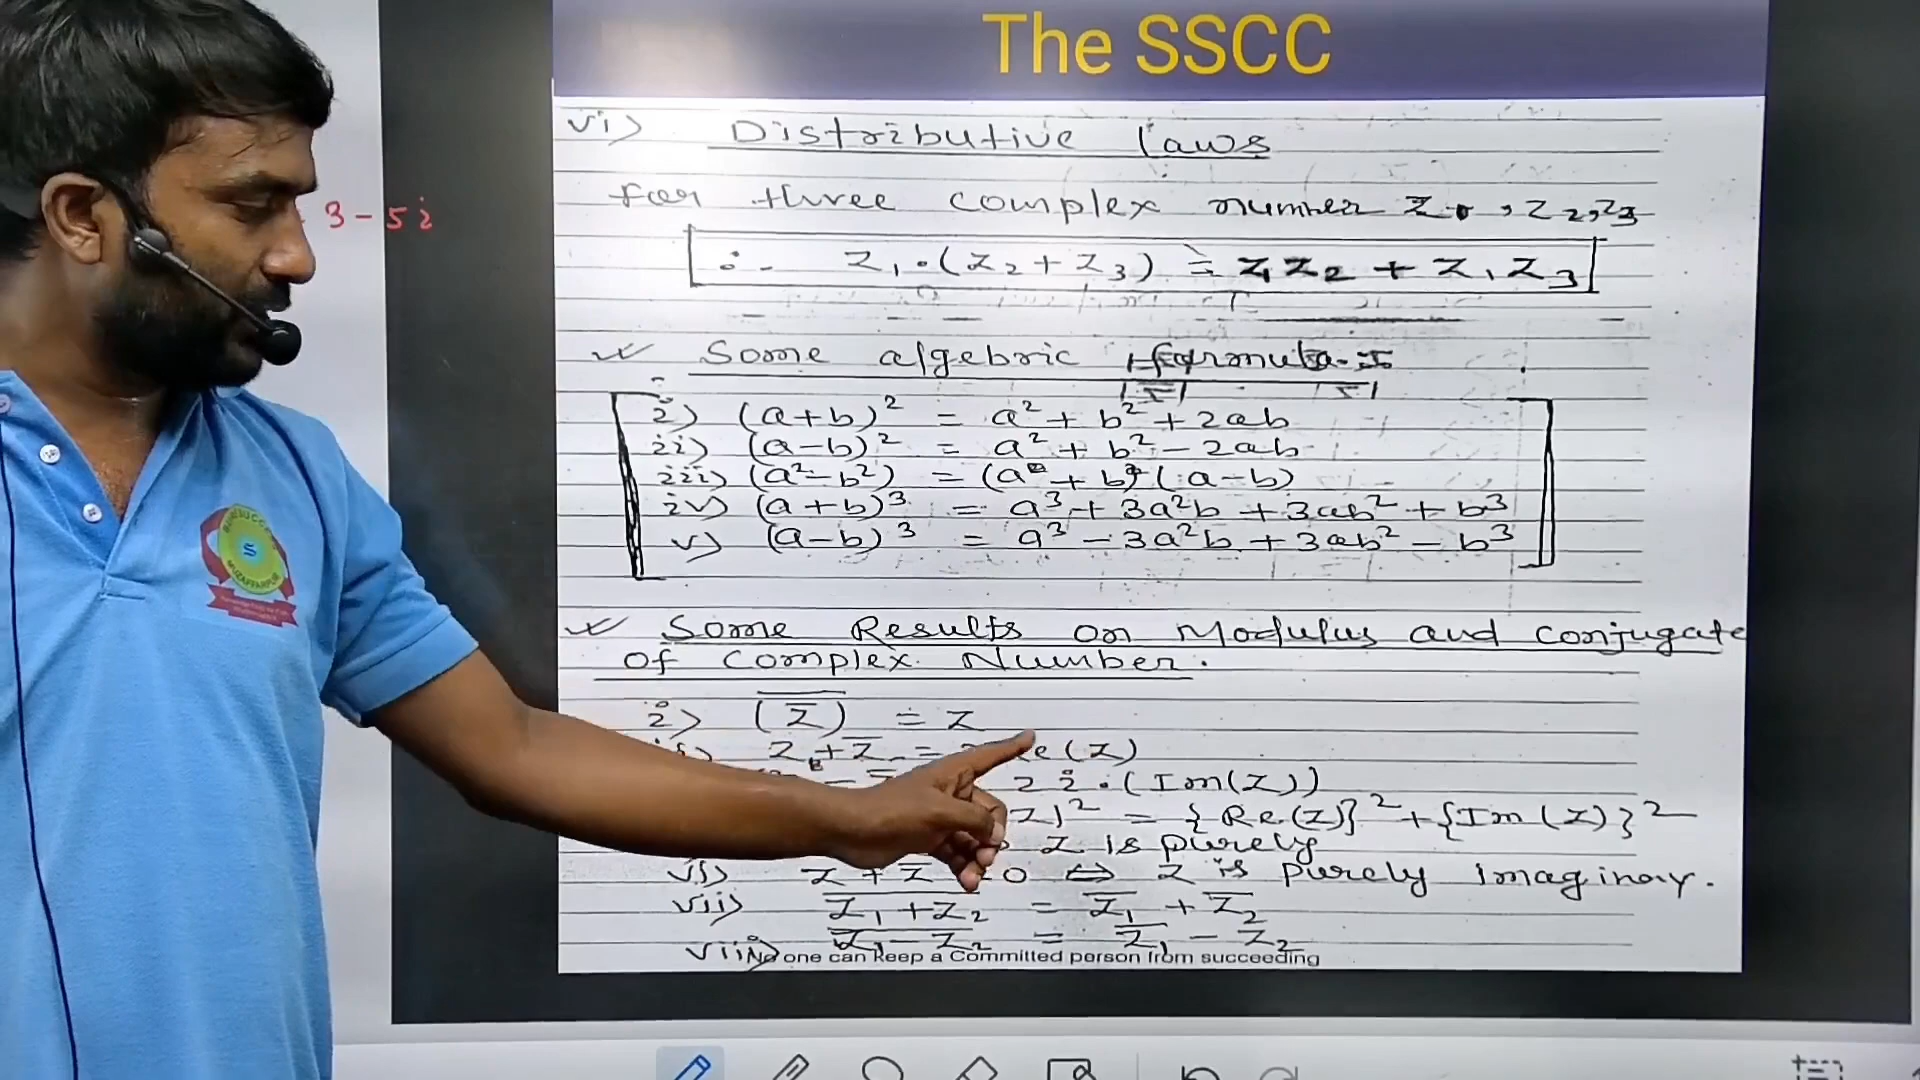 The SSCC
vi) Distributive laws
3-5i
For three complex number z₁, z₂, z₃
∴ z₁.(z₂+z₃) = z₁z₂ + z₁z₃
Some algebric formula :-
i) (a+b)² = a² + b² + 2ab
ii) (a-b)² = a² + b² - 2ab
iii) (a²-b²) = (a + b) (a-b)
iv) (a+b)³ = a³ + 3a²b + 3ab² + b³
v) (a-b)³ = a³ - 3a²b + 3ab² - b³
Some Results on Modulus and conjugate
of complex Number.
i) (z̅)̅ = z
z + z̅ = Re(z)
2i.(Im(z))
z|² = {Re(z)}² + {Im(z)}²
z is purely
vi) z + z̅ 0 ⇔ z is purely imaginary.
vii) z₁+z₂̅ = z̅₁ + z̅₂
viii) z₁-z₂̅ = z̅₁ - z̅₂
No one can keep a Committed person from succeeding
S
MUZAFFARPUR